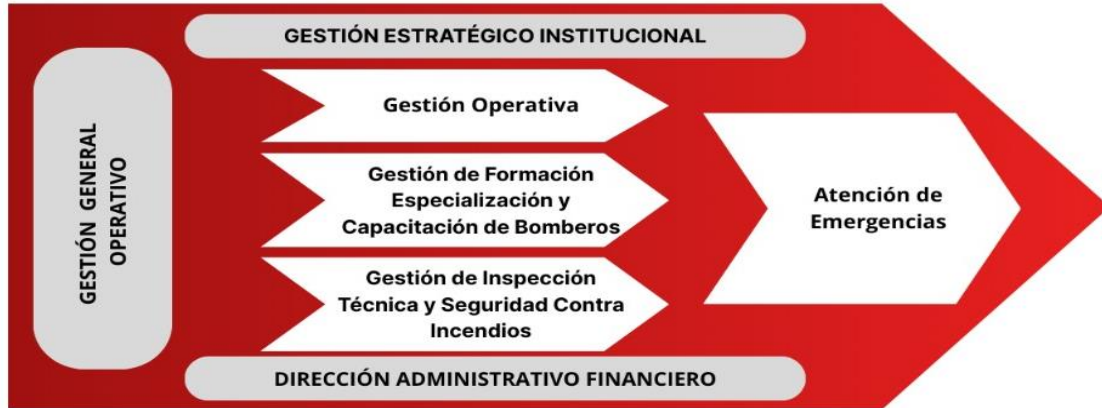 GESTIÓN ESTRATÉGICO INSTITUCIONAL
GESTIÓN GENERAL
OPERATIVO
Gestión Operativa
Gestión de Formación
Especialización y
Capacitación de Bomberos
Gestión de Inspección
Técnica y Seguridad Contra
Incendios
Atención de
Emergencias
DIRECCIÓN ADMINISTRATIVO FINANCIERO